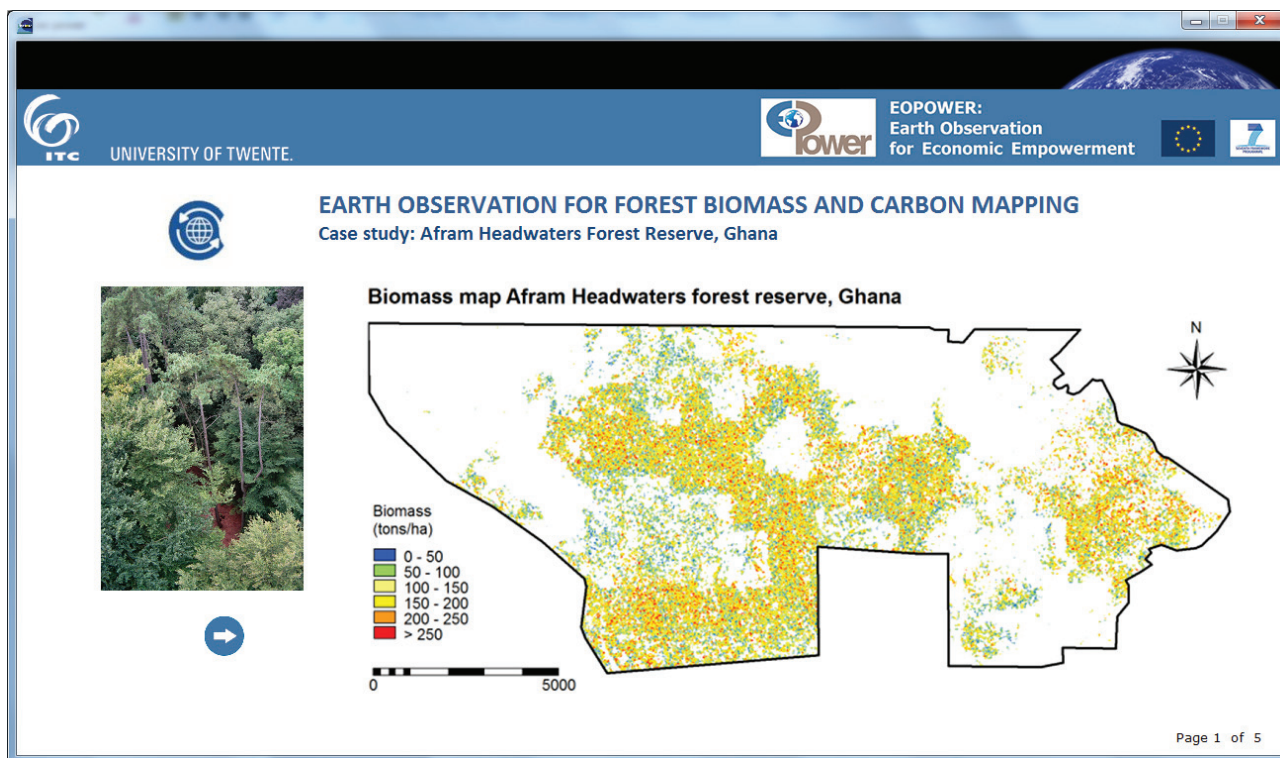 ITC
UNIVERSITY OF TWENTE.
Power
EOPOWER:
Earth Observation
for Economic Empowerment
7
EARTH OBSERVATION FOR FOREST BIOMASS AND CARBON MAPPING
Case study: Afram Headwaters Forest Reserve, Ghana
Biomass map Afram Headwaters forest reserve, Ghana
N
Biomass
(tons/ha)
0 - 50
50 - 100
100 - 150
150 - 200
200 - 250
> 250
0 5000
Page 1 of 5